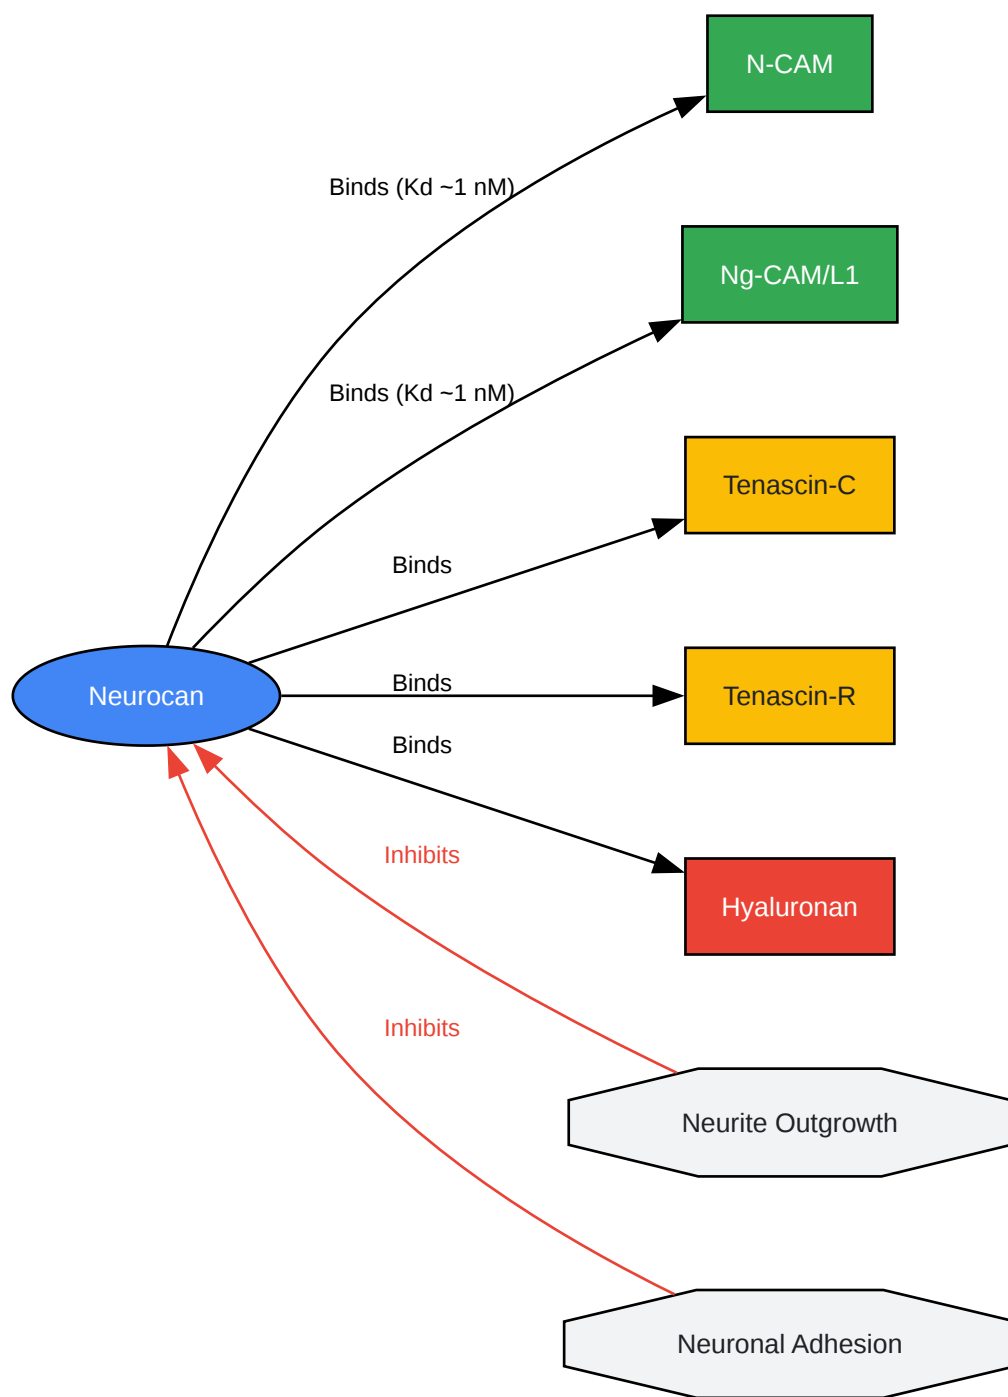 N-CAM
Binds (Kd ~1 nM)
Ng-CAM/L1
Binds (Kd ~1 nM)
Tenascin-C
Binds
Neurocan
Binds
Tenascin-R
Binds
Inhibits
Hyaluronan
Inhibits
Neurite Outgrowth
Neuronal Adhesion